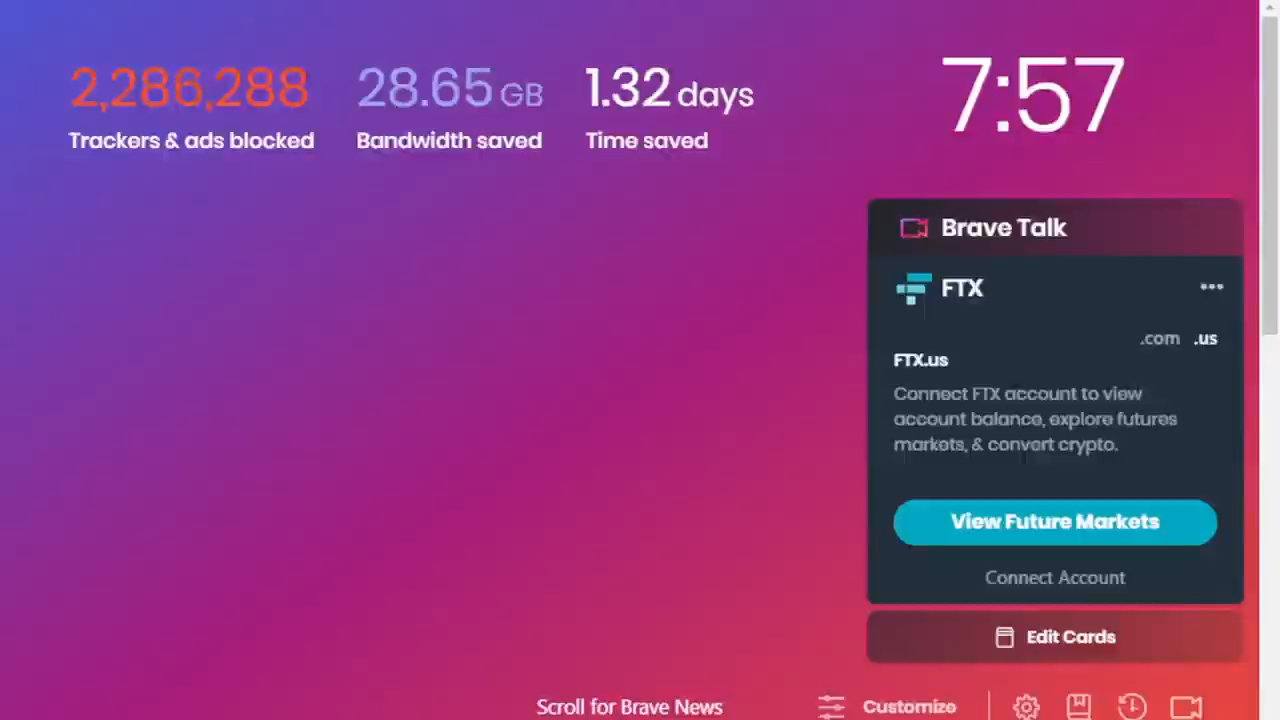 2,286,288 28.65 GB 1.32 days
Trackers & ads blocked Bandwidth saved Time saved
7:57
Brave Talk
FTX
.com .us
FTX.us
Connect FTX account to view
account balance, explore futures
markets, & convert crypto.
View Future Markets
Connect Account
Edit Cards
Scroll for Brave News
Customize